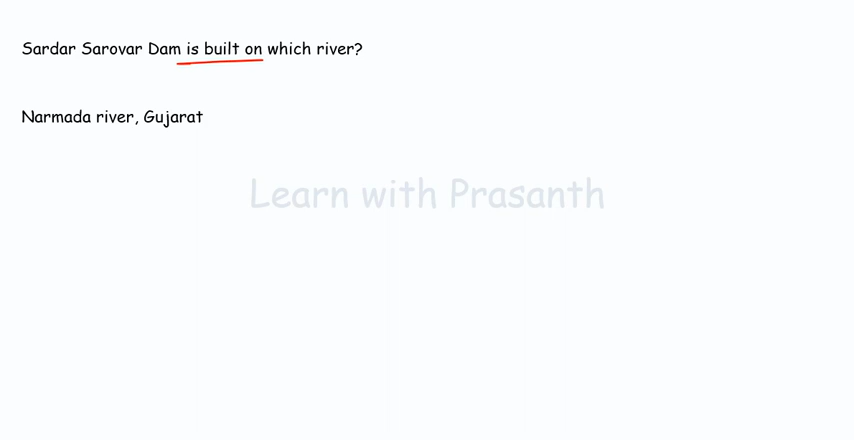 Sardar Sarovar Dam is built on which river?
Narmada river, Gujarat
Learn with Prasanth